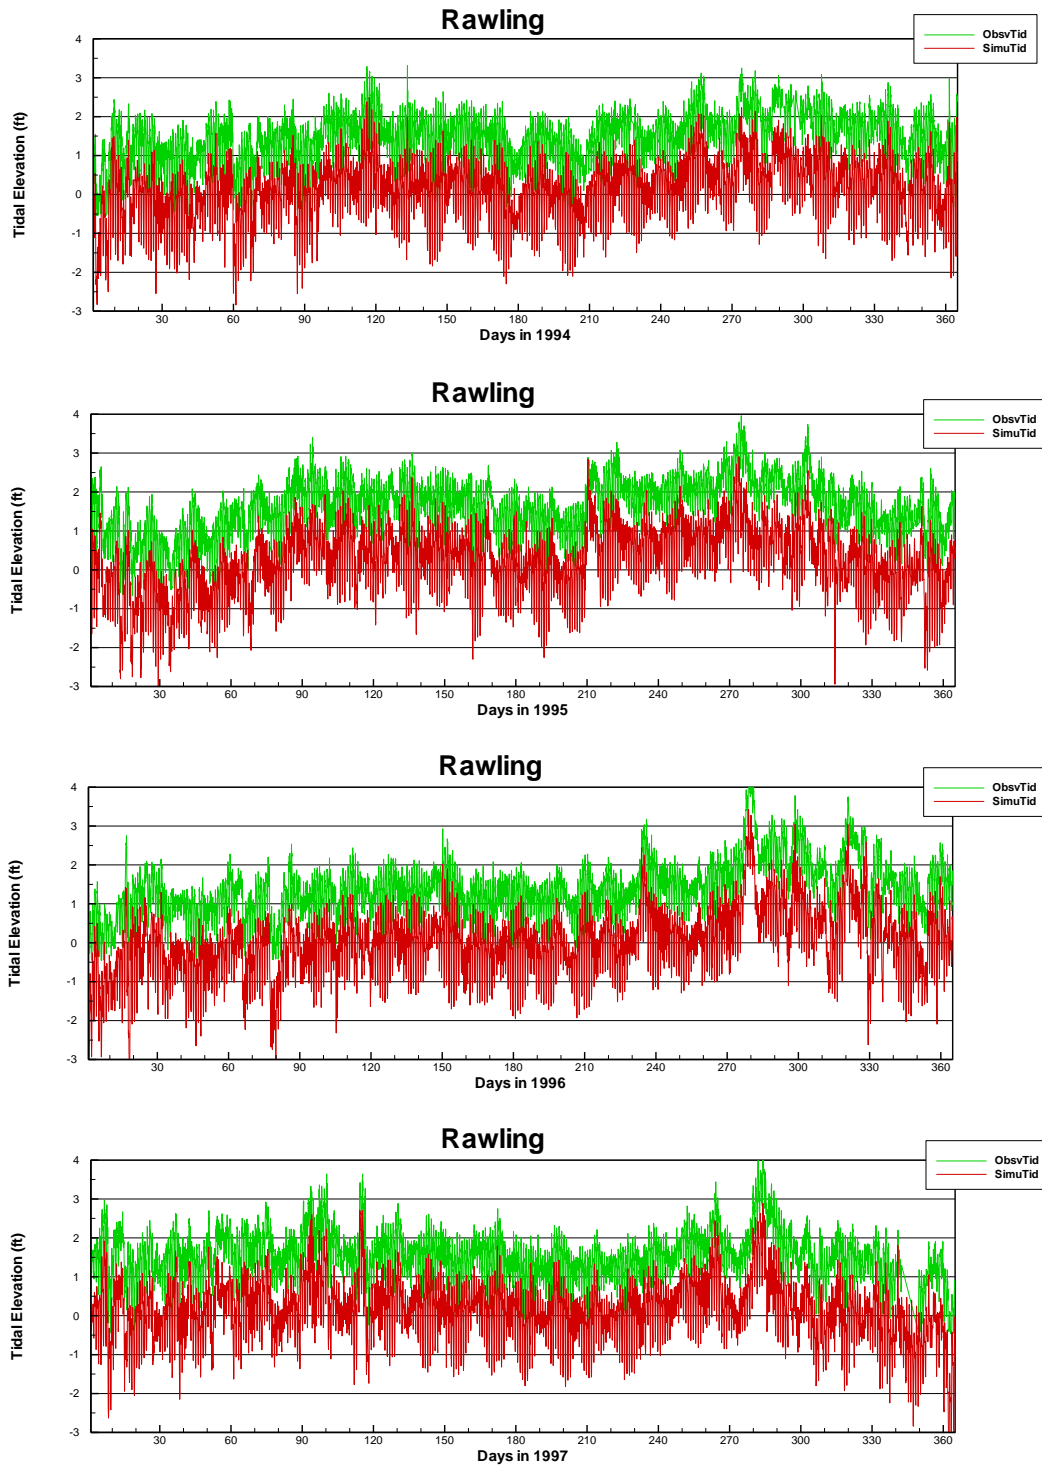 Rawling
ObsvTid
SimuTid
Tidal Elevation (ft)
4
3
2
1
0
-1
-2
-3
30 60 90 120 150 180 210 240 270 300 330 360
Days in 1994
Rawling
ObsvTid
SimuTid
Tidal Elevation (ft)
4
3
2
1
0
-1
-2
-3
30 60 90 120 150 180 210 240 270 300 330 360
Days in 1995
Rawling
ObsvTid
SimuTid
Tidal Elevation (ft)
4
3
2
1
0
-1
-2
-3
30 60 90 120 150 180 210 240 270 300 330 360
Days in 1996
Rawling
ObsvTid
SimuTid
Tidal Elevation (ft)
4
3
2
1
0
-1
-2
-3
30 60 90 120 150 180 210 240 270 300 330 360
Days in 1997